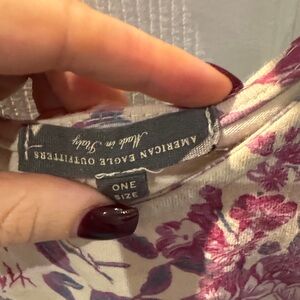 AMERICAN EAGLE OUTFITTERS
Made in Italy
ONE
SIZE